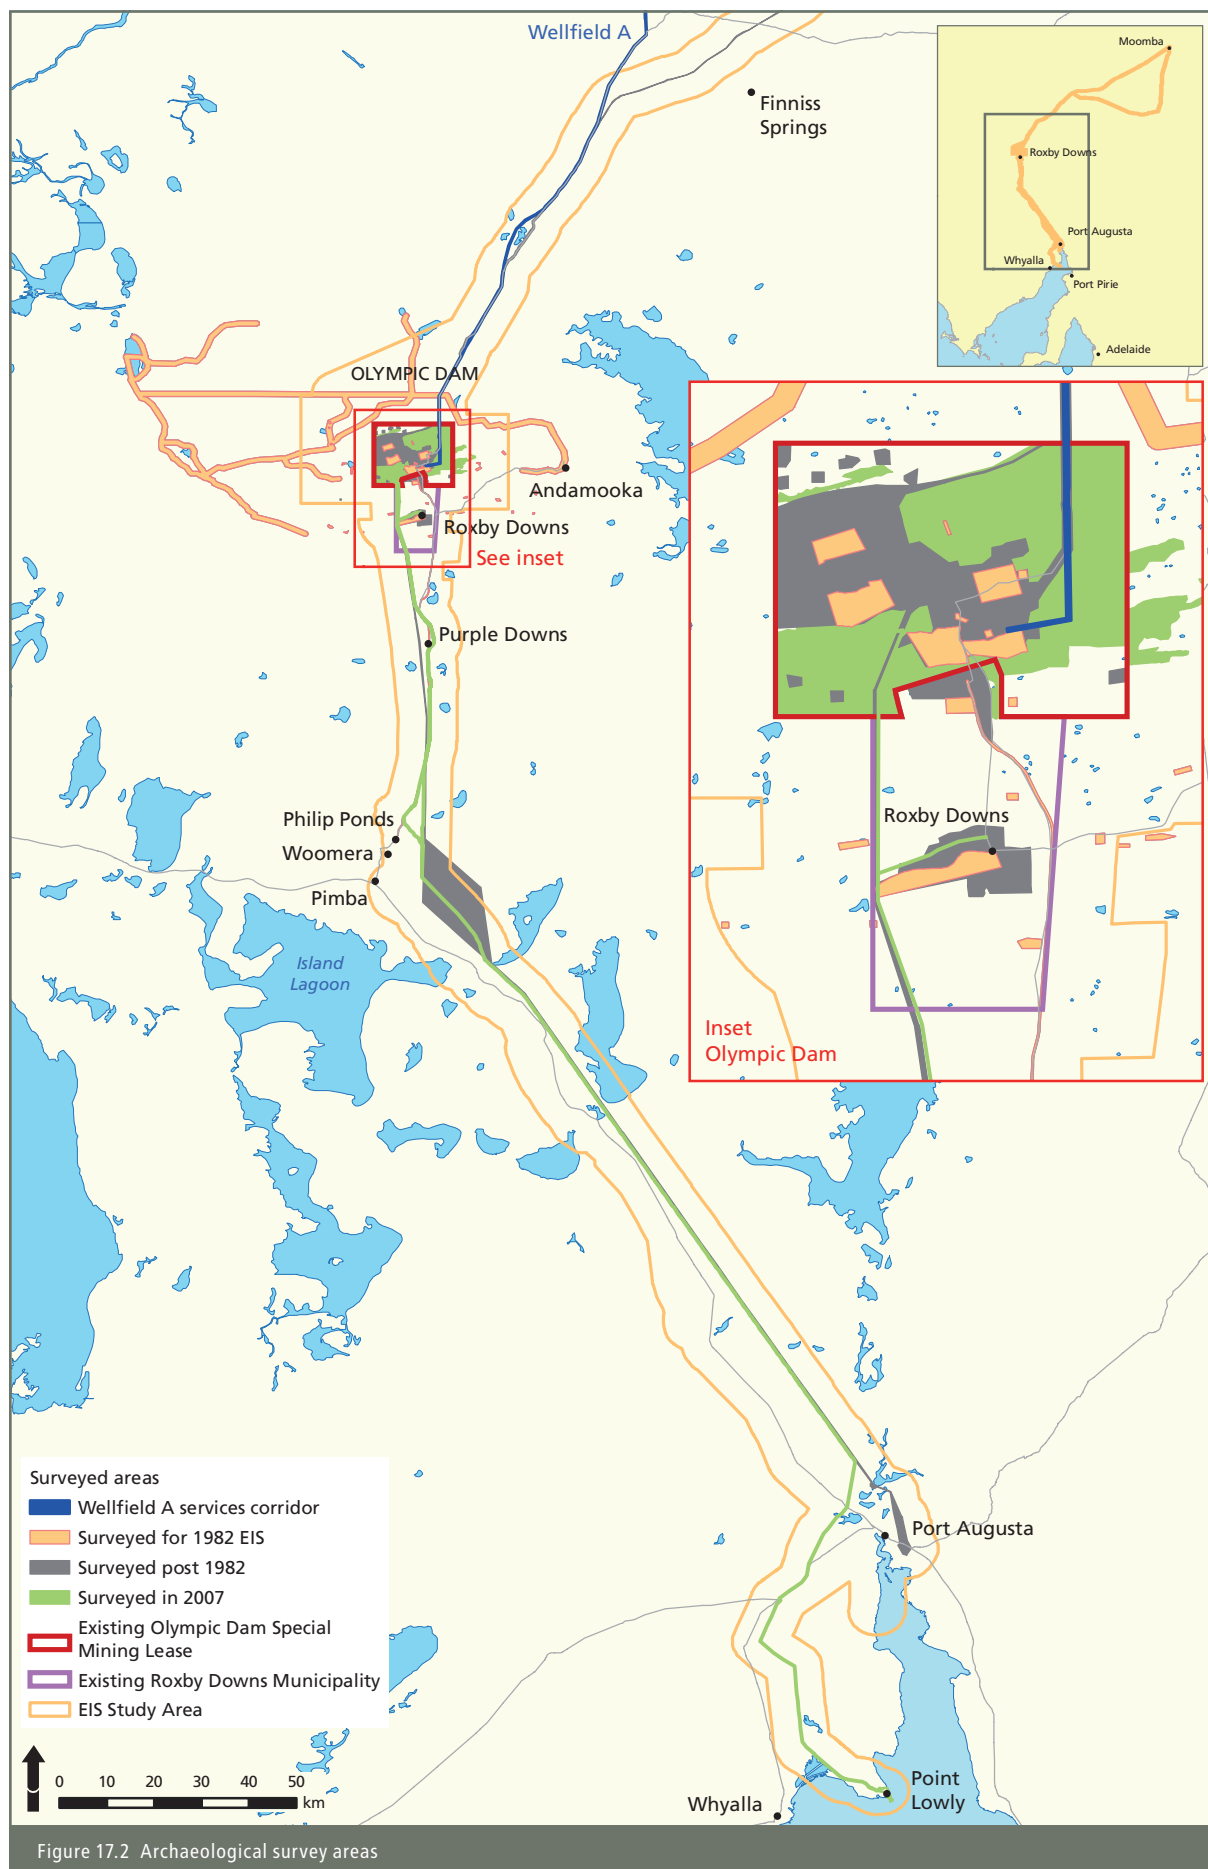 Wellfield A
Finniss
Springs
Moomba
Roxby Downs
Port Augusta
Whyalla
Port Pirie
Adelaide
OLYMPIC DAM
Andamooka
Roxby Downs
See inset
Purple Downs
Philip Ponds
Woomera
Pimba
Island
Lagoon
Roxby Downs
Inset
Olympic Dam
Surveyed areas
Wellfield A services corridor
Surveyed for 1982 EIS
Surveyed post 1982
Surveyed in 2007
Existing Olympic Dam Special
Mining Lease
Existing Roxby Downs Municipality
EIS Study Area
0 10 20 30 40 50
km
Port Augusta
Point
Lowly
Whyalla
Figure 17.2 Archaeological survey areas